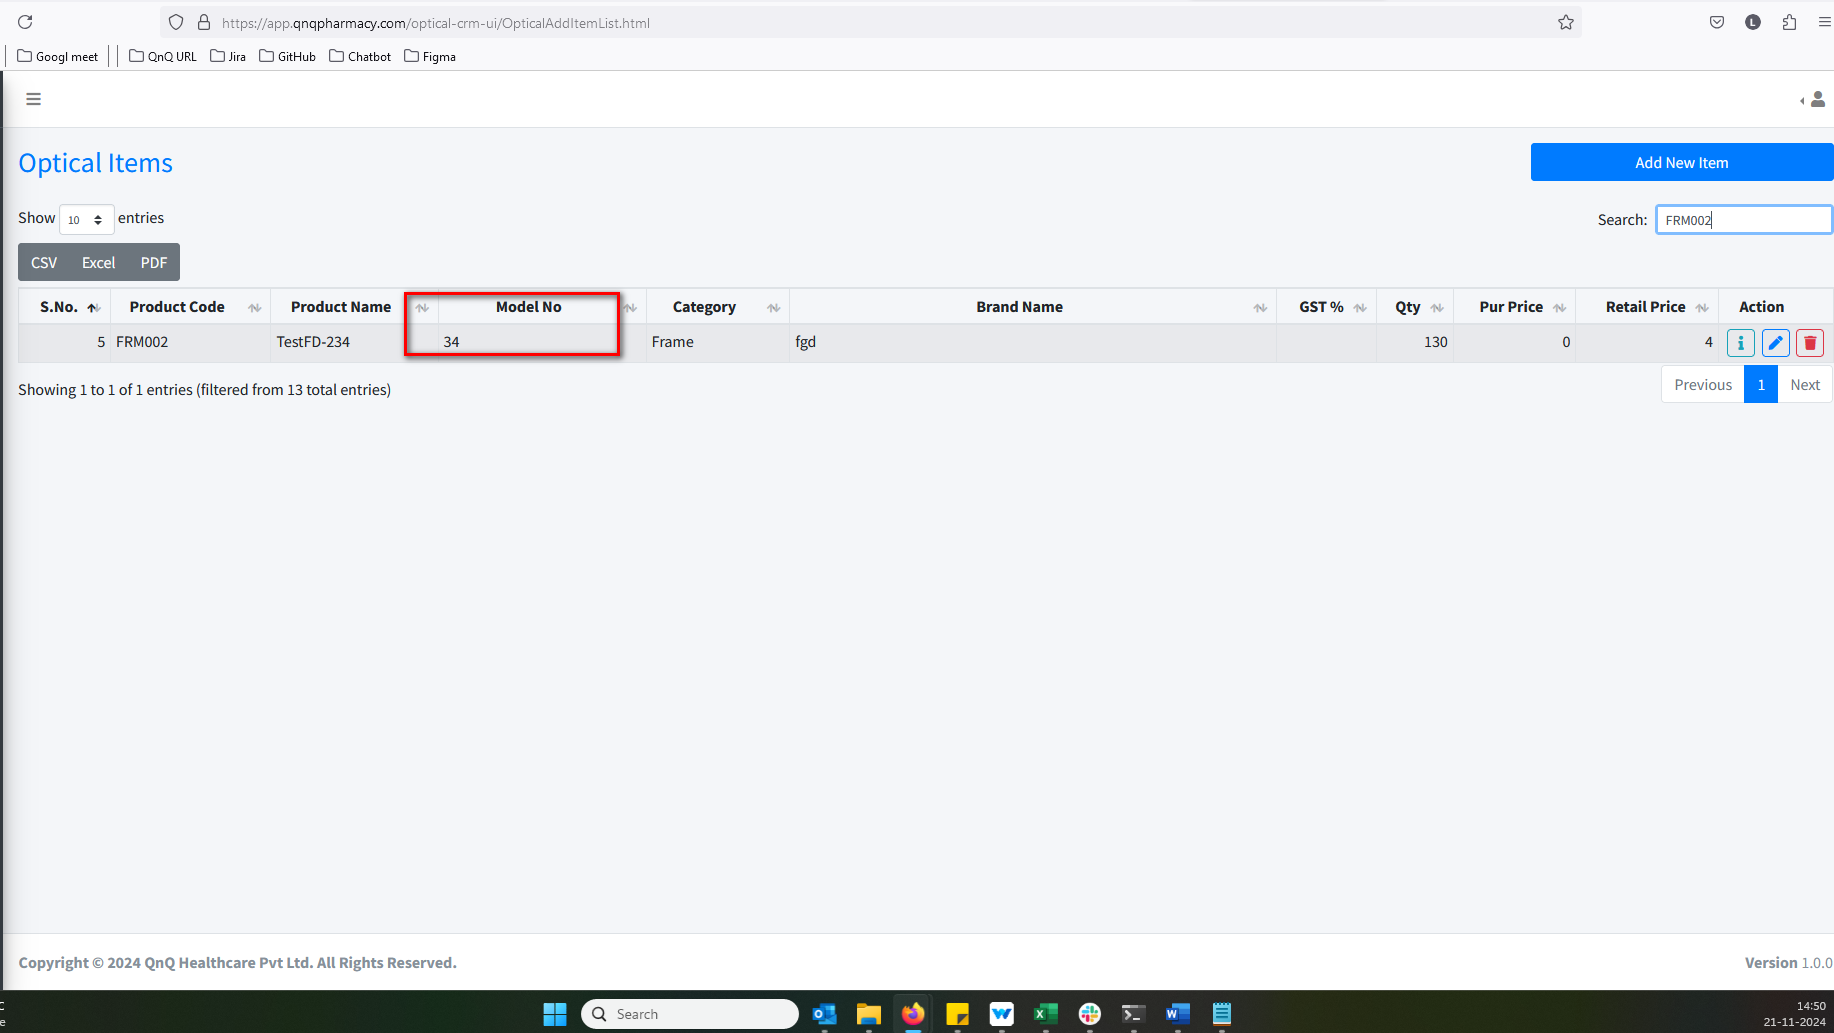 https://app.qnqpharmacy.com/optical-crm-ui/OpticalAddItemList.html
L
Googl meet QnQ URL Jira GitHub Chatbot Figma
Optical Items
Add New Item
Show 10 entries
Search: FRM002
CSV Excel PDF
S.No. Product Code Product Name Model No Category Brand Name GST % Qty Pur Price Retail Price Action
5 FRM002 TestFD-234 34 Frame fgd 130 0 4
Showing 1 to 1 of 1 entries (filtered from 13 total entries)
Previous 1 Next
Copyright © 2024 QnQ Healthcare Pvt Ltd. All Rights Reserved.
Version 1.0.0
Search
14:50
21-11-2024